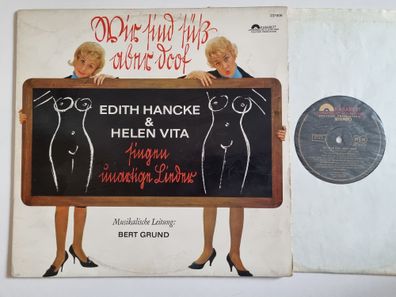 Wir sind süß
aber doof
EDITH HANCKE
&
HELEN VITA
singen
unartige Lieder
Musikalische Leitung:
BERT GRUND